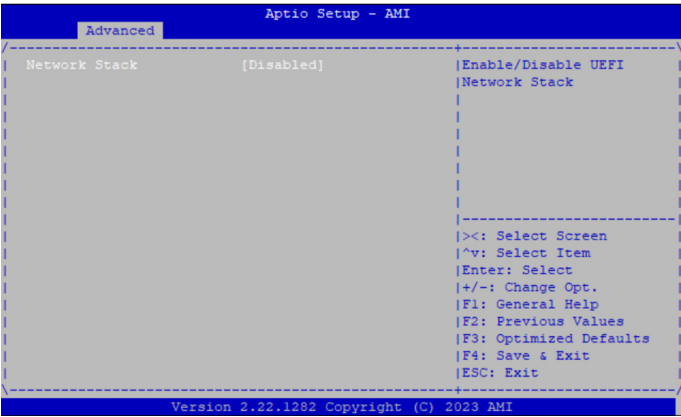 Aptio Setup - AMI
Advanced
Network Stack [Disabled]
Enable/Disable UEFI
Network Stack
><: Select Screen
^v: Select Item
Enter: Select
+/-: Change Opt.
F1: General Help
F2: Previous Values
F3: Optimized Defaults
F4: Save & Exit
ESC: Exit
Version 2.22.1282 Copyright (C) 2023 AMI